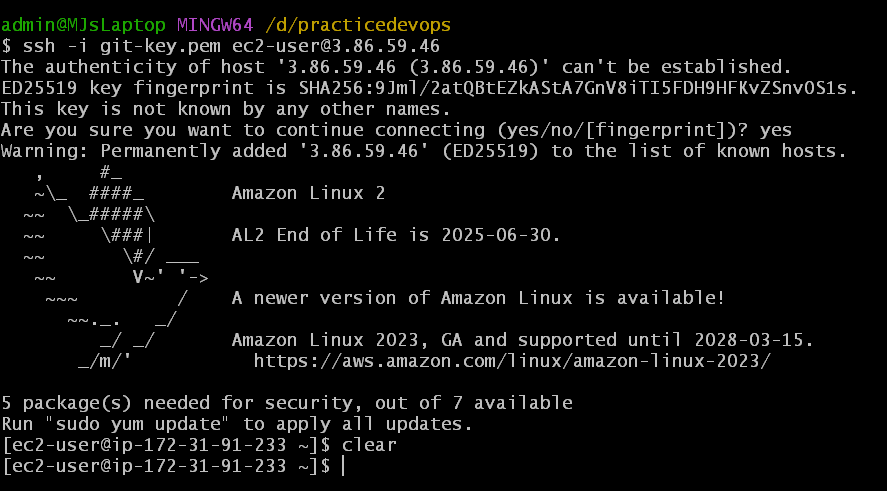 admin@MJsLaptop MINGW64 /d/practicedevops
$ ssh -i git-key.pem ec2-user@3.86.59.46
The authenticity of host '3.86.59.46 (3.86.59.46)' can't be established.
ED25519 key fingerprint is SHA256:9Jml/2atQBtEZkAStA7GnV8iTI5FDH9HFKvZSnvOS1s.
This key is not known by any other names.
Are you sure you want to continue connecting (yes/no/[fingerprint])? yes
Warning: Permanently added '3.86.59.46' (ED25519) to the list of known hosts.
   ,     #_
   ~\_  ####_        Amazon Linux 2
  ~~  \_#####\
  ~~     \###|       AL2 End of Life is 2025-06-30.
  ~~       \#/ ___
   ~~       V~' '->
    ~~~         /    A newer version of Amazon Linux is available!
      ~~._.   _/
         _/ _/       Amazon Linux 2023, GA and supported until 2028-03-15.
       _/m/'           https://aws.amazon.com/linux/amazon-linux-2023/
5 package(s) needed for security, out of 7 available
Run "sudo yum update" to apply all updates.
[ec2-user@ip-172-31-91-233 ~]$ clear
[ec2-user@ip-172-31-91-233 ~]$